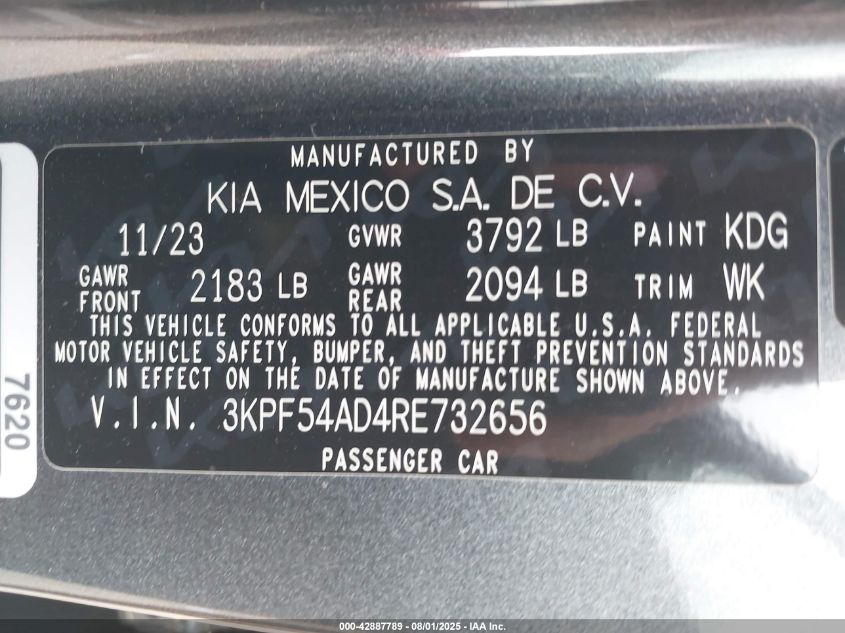 MANUFACTURED BY
KIA MEXICO S.A. DE C.V.
11/23 GVWR 3792 LB PAINT KDG
GAWR FRONT 2183 LB GAWR REAR 2094 LB TRIM WK
THIS VEHICLE CONFORMS TO ALL APPLICABLE U.S.A. FEDERAL
MOTOR VEHICLE SAFETY, BUMPER, AND THEFT PREVENTION STANDARDS
IN EFFECT ON THE DATE OF MANUFACTURE SHOWN ABOVE.
V.I.N. 3KPF54AD4RE732656
PASSENGER CAR
7620
000-42887789 - 08/01/2025 - IAA Inc.